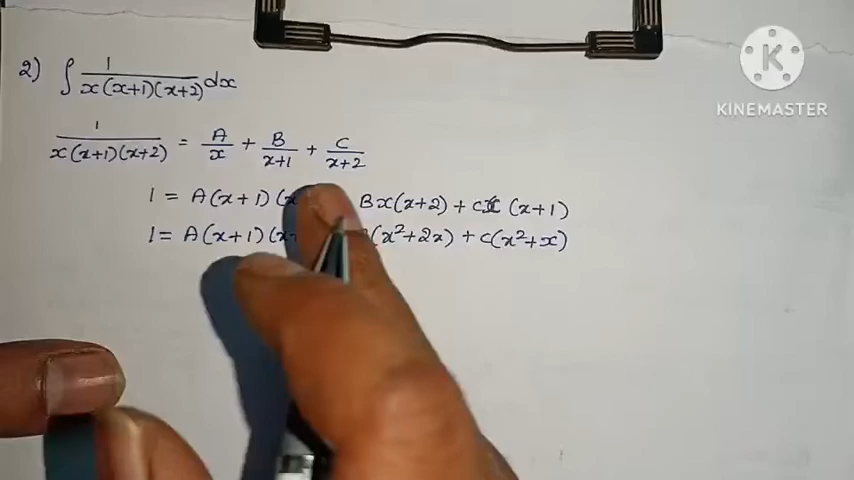 2) ∫ 1/x(x+1)(x+2) dx
1/x(x+1)(x+2) = A/x + B/x+1 + C/x+2
1 = A(x+1)(x Bx(x+2) + cx (x+1)
1 = A(x+1)(x (x²+2x) + c(x²+x)
K
KINEMASTER